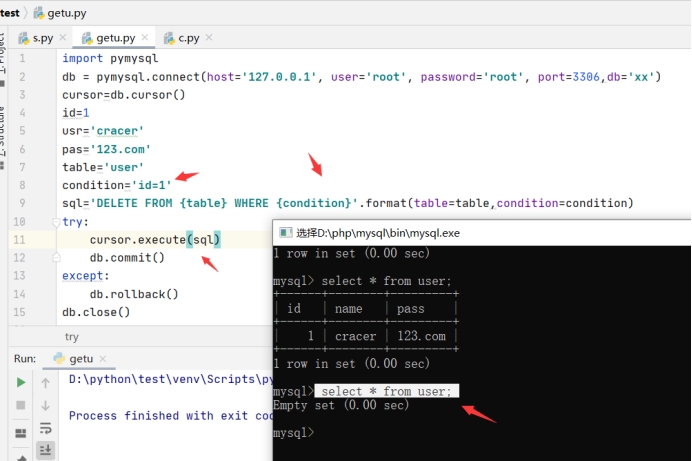 test getu.py
s.py getu.py c.py
1: Project
Z: Structure
1 import pymysql
2 db = pymysql.connect(host='127.0.0.1', user='root', password='root', port=3306,db='xx')
3 cursor=db.cursor()
4 id=1
5 usr='cracer'
6 pas='123.com'
7 table='user'
8 condition='id=1'
9 sql='DELETE FROM {table} WHERE {condition}'.format(table=table,condition=condition)
10 try:
11 cursor.execute(sql)
12 db.commit()
13 except:
14 db.rollback()
15 db.close()
try
Run: getu
D:\python\test\venv\Scripts\py
Process finished with exit cod
选择D:\php\mysql\bin\mysql.exe
1 row in set (0.00 sec)
mysql> select * from user;
+------+--------+---------+
| id | name | pass |
+------+--------+---------+
| 1 | cracer | 123.com |
+------+--------+---------+
1 row in set (0.00 sec)
mysql> select * from user;
Empty set (0.00 sec)
mysql>